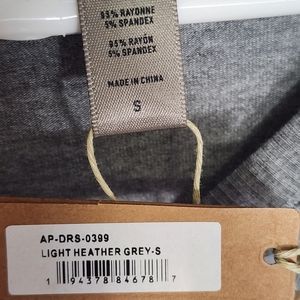 95% RAYONNE
5% SPANDEX
95% RAYÓN
5% SPANDEX
MADE IN CHINA
S
AP-DRS-0399
LIGHT HEATHER GREY-S
1 94378 84678 7